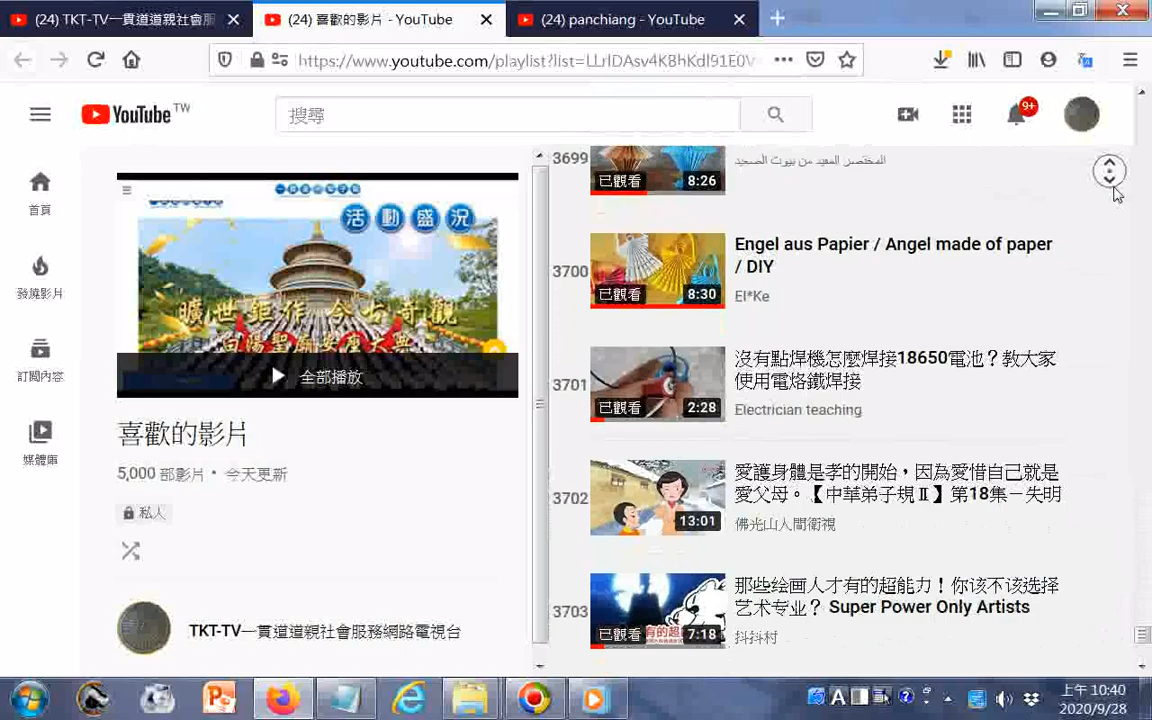 (24) TKT-TV一貫道道親社會服
(24) 喜歡的影片 - YouTube
(24) panchiang - YouTube
https://www.youtube.com/playlist?list=LLrIDAsv4KBhKdl91E0V
YouTube TW
搜尋
9+
首頁
發燒影片
訂閱內容
媒體庫
活動盛況
曠世鉅作 今古奇觀
全部播放
喜歡的影片
5,000 部影片 • 今天更新
私人
TKT-TV一貫道道親社會服務網路電視台
3699
已觀看
8:26
المختصر المفيد من بيوت الصعيد
3700
已觀看
8:30
Engel aus Papier / Angel made of paper
/ DIY
El*Ke
3701
已觀看
2:28
沒有點焊機怎麼焊接18650電池？教大家
使用電烙鐵焊接
Electrician teaching
3702
13:01
愛護身體是孝的開始，因為愛惜自己就是
愛父母。【中華弟子規Ⅱ】第18集－失明
佛光山人間衛視
3703
已觀看
7:18
那些绘画人才有的超能力！你该不该选择
艺术专业？ Super Power Only Artists
抖抖村
上午 10:40
2020/9/28